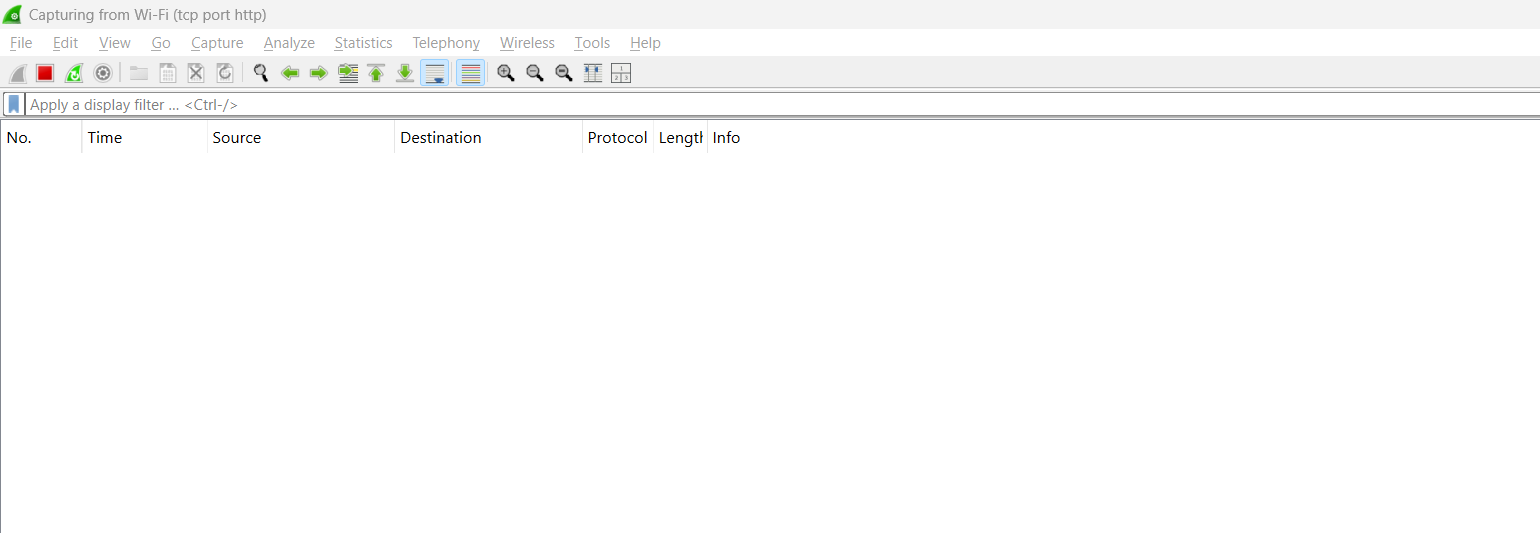 Capturing from Wi-Fi (tcp port http)
File Edit View Go Capture Analyze Statistics Telephony Wireless Tools Help
Apply a display filter ... <Ctrl-/>
No. Time Source Destination Protocol Length Info